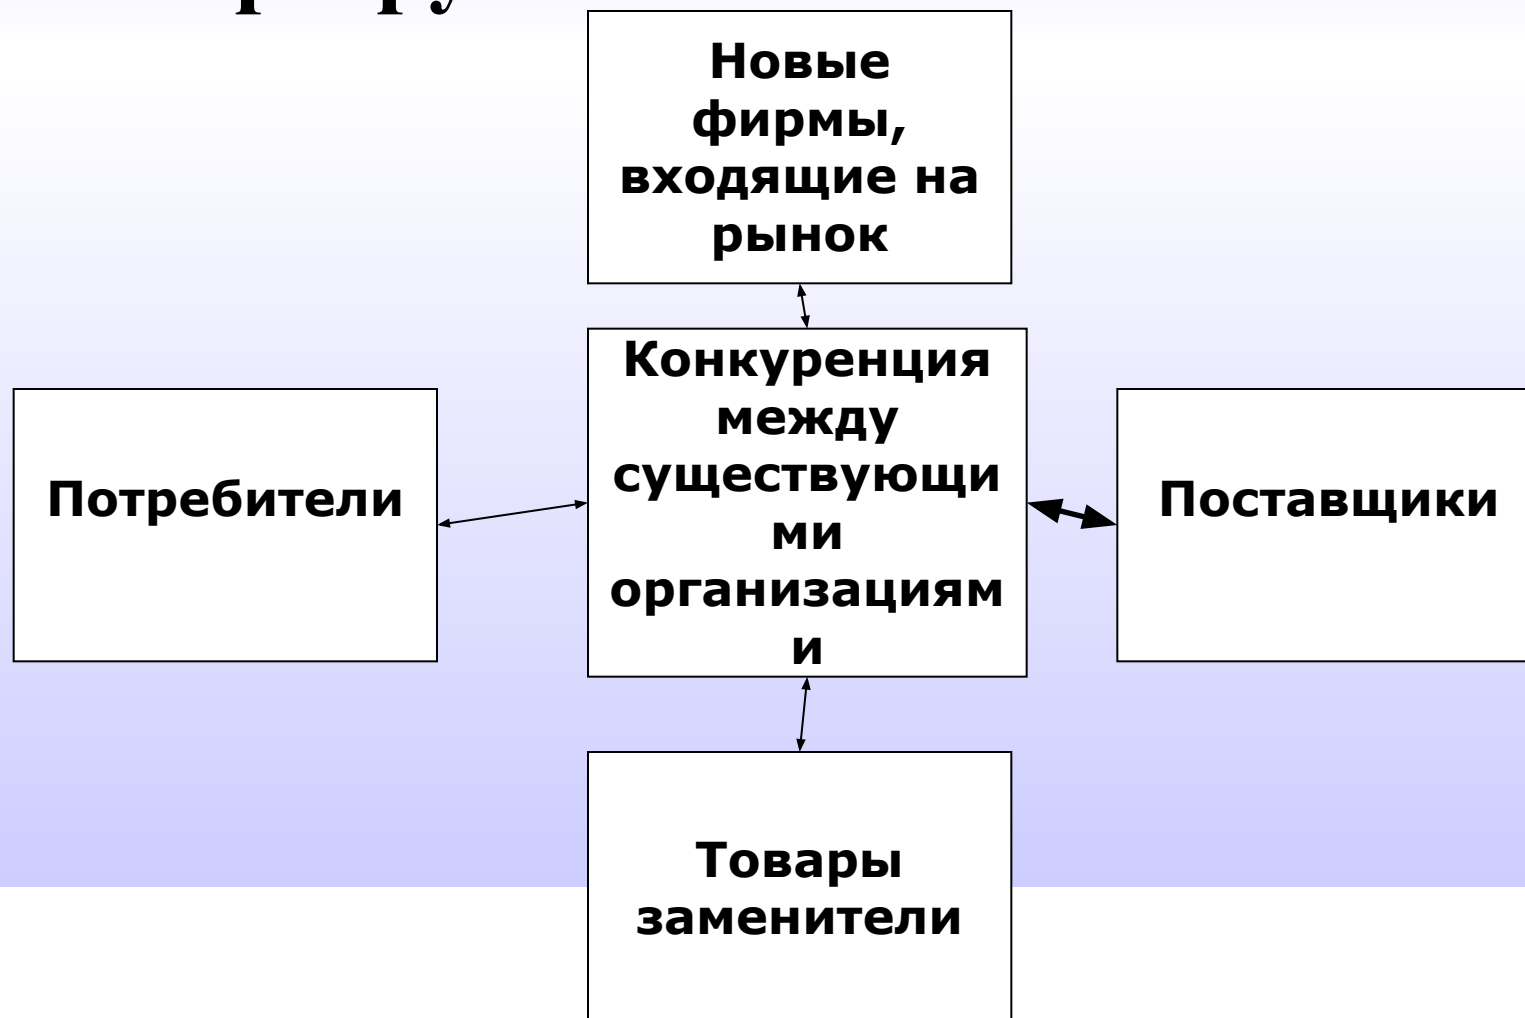 Новые
фирмы,
входящие на
рынок
Конкуренция
между
существующи
ми
организациям
и
Потребители
Поставщики
Товары
заменители